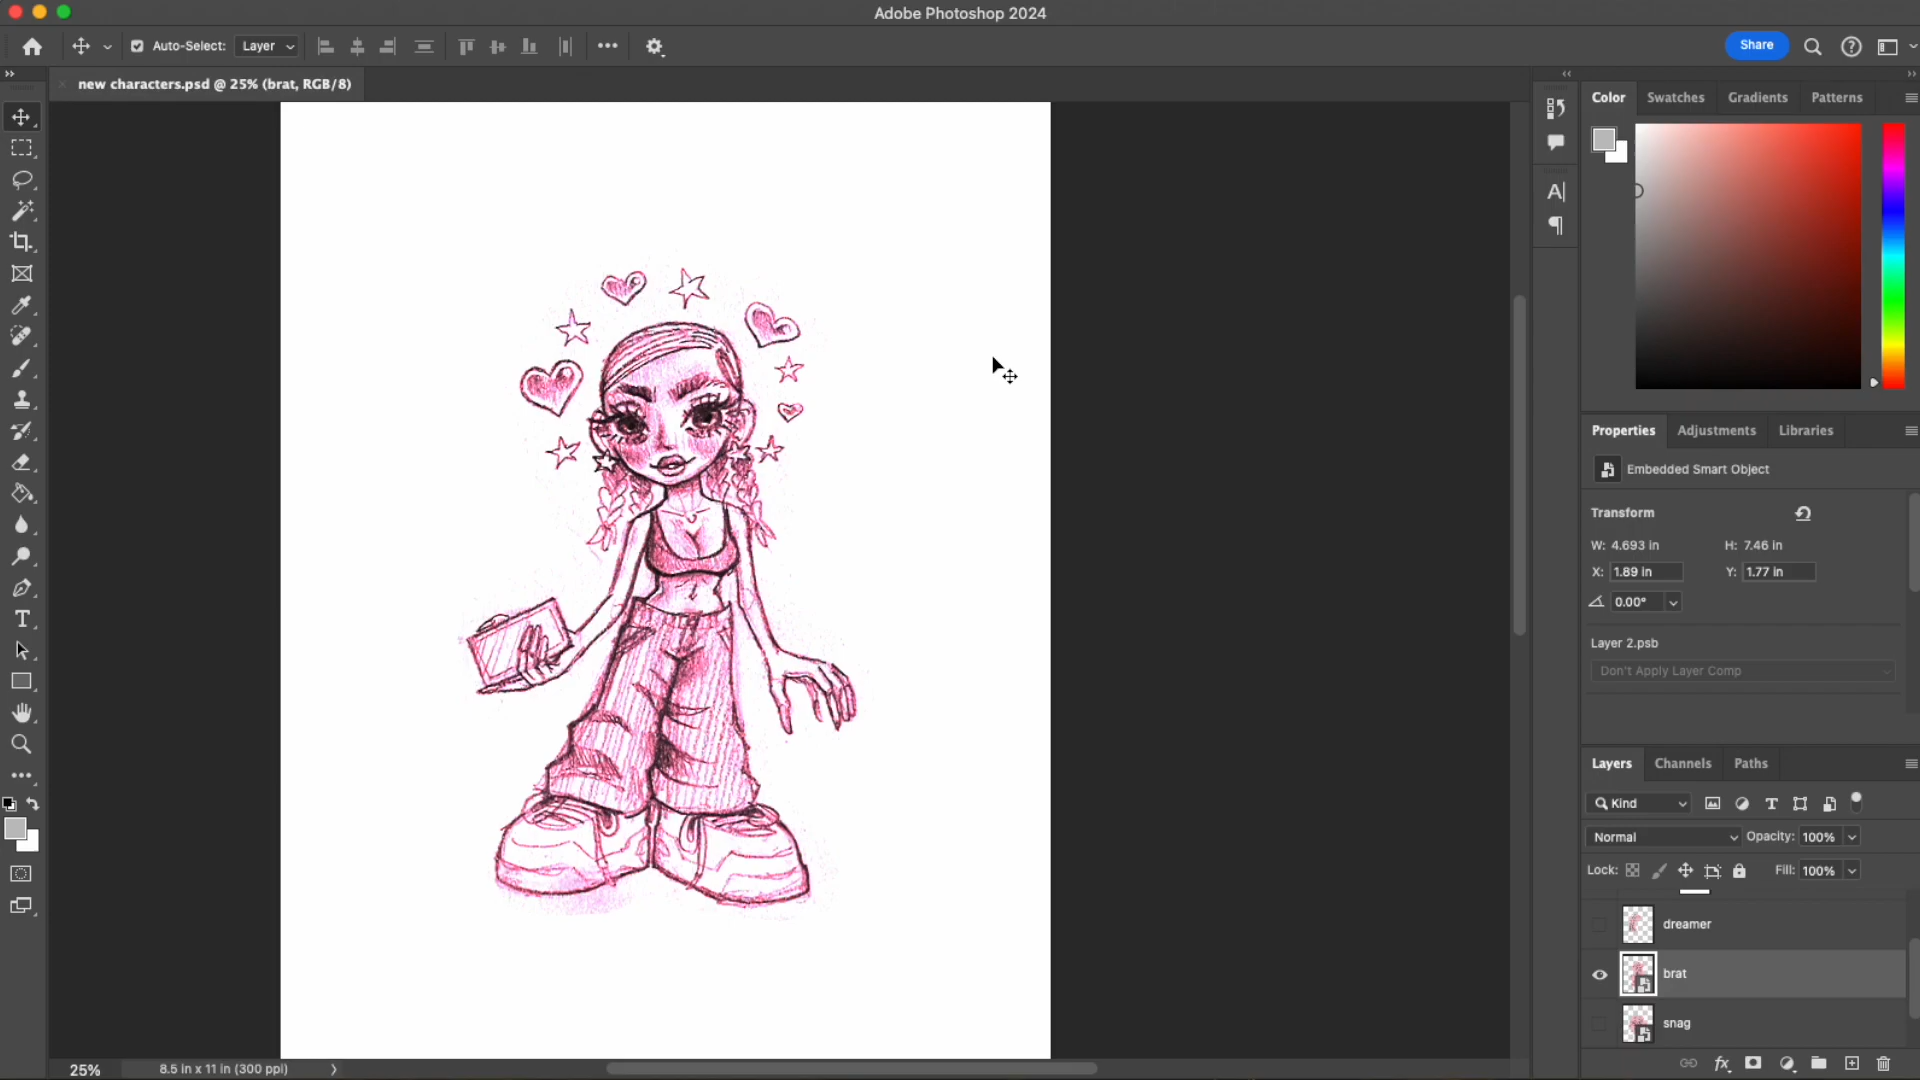 Adobe Photoshop 2024
Auto-Select: Layer
Share
new characters.psd @ 25% (brat, RGB/8)
Color Swatches Gradients Patterns
Properties Adjustments Libraries
Embedded Smart Object
Transform
W: 4.693 in H: 7.46 in
X: 1.89 in Y: 1.77 in
0.00°
Layer 2.psb
Don't Apply Layer Comp
Layers Channels Paths
Kind
Normal Opacity: 100%
Lock: Fill: 100%
dreamer
brat
snag
25% 8.5 in x 11 in (300 ppi)